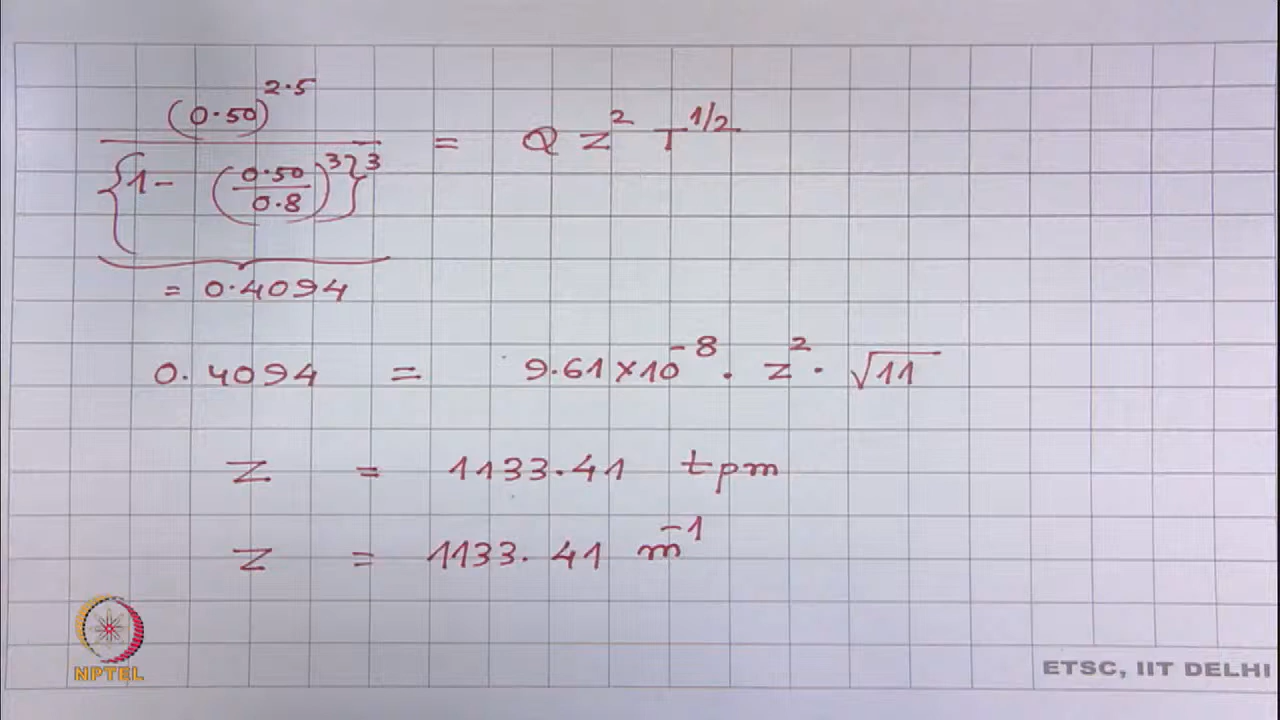 (0.50)^2.5 / {1 - (0.50/0.8)^3}^3 = Q Z^2 T^1/2
= 0.4094
0.4094 = 9.61×10^-8 . Z^2 . √11
Z = 1133.41 tpm
Z = 1133.41 m^-1
NPTEL
ETSC, IIT DELHI